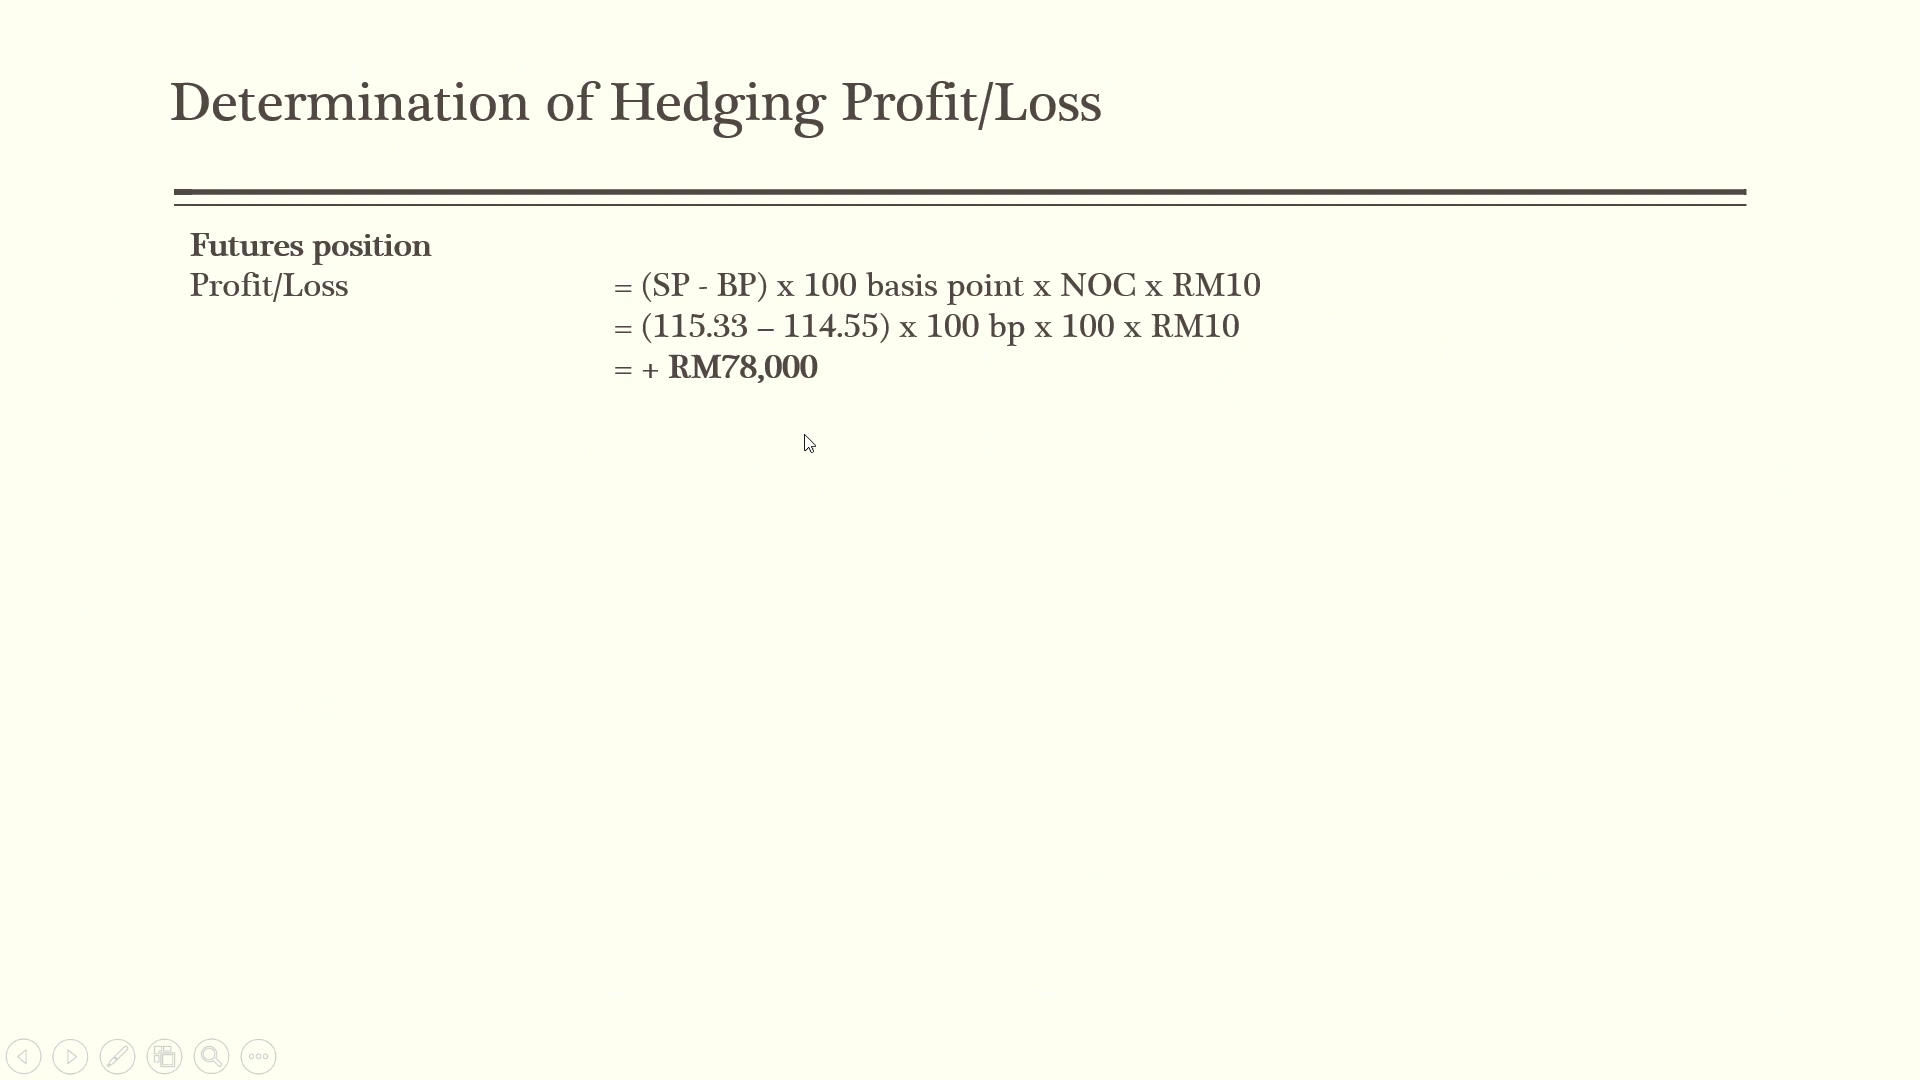 Determination of Hedging Profit/Loss
Futures position
Profit/Loss = (SP - BP) x 100 basis point x NOC x RM10
= (115.33 – 114.55) x 100 bp x 100 x RM10
= + RM78,000